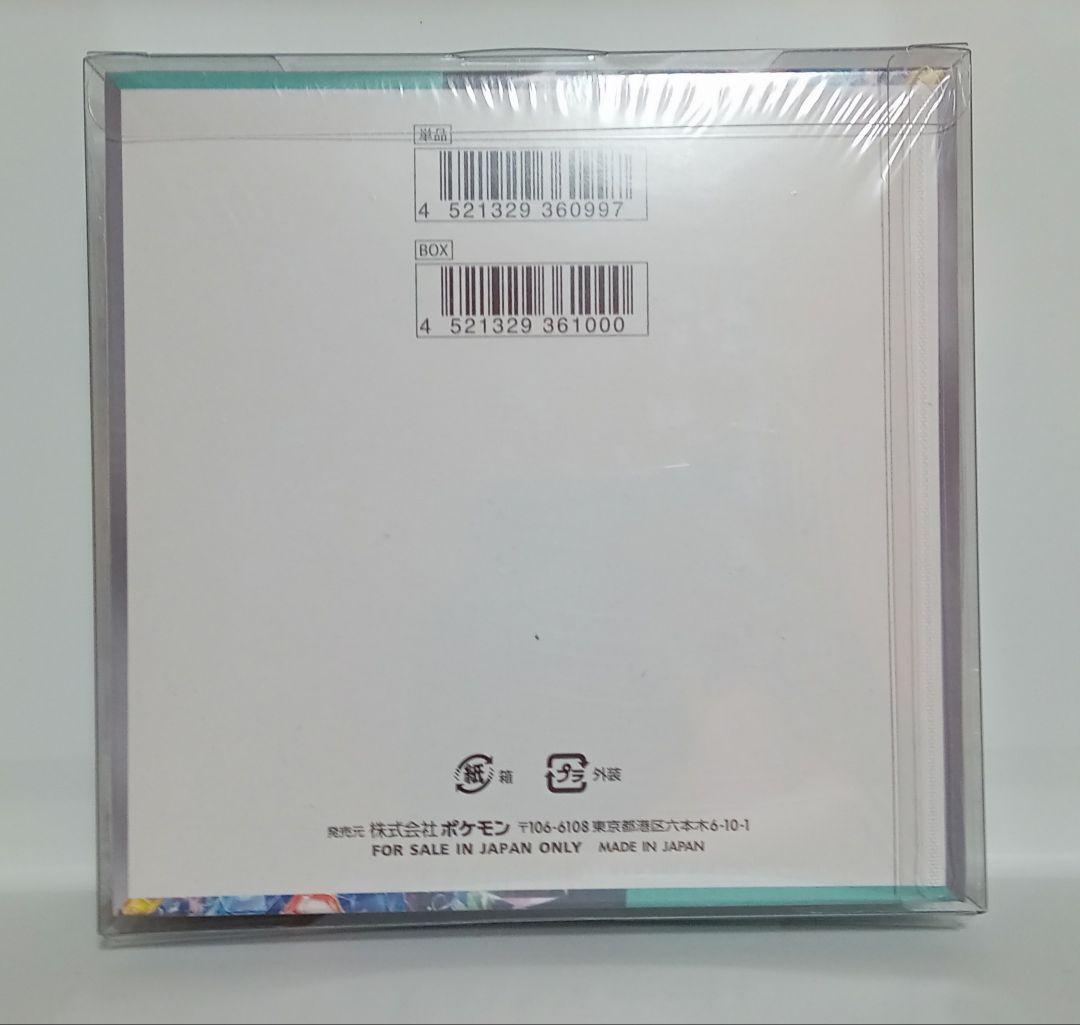 単品
4 521329 360997
BOX
4 521329 361000
紙 箱 プラ 外装
発売元 株式会社ポケモン 〒106-6108 東京都港区六本木6-10-1
FOR SALE IN JAPAN ONLY MADE IN JAPAN